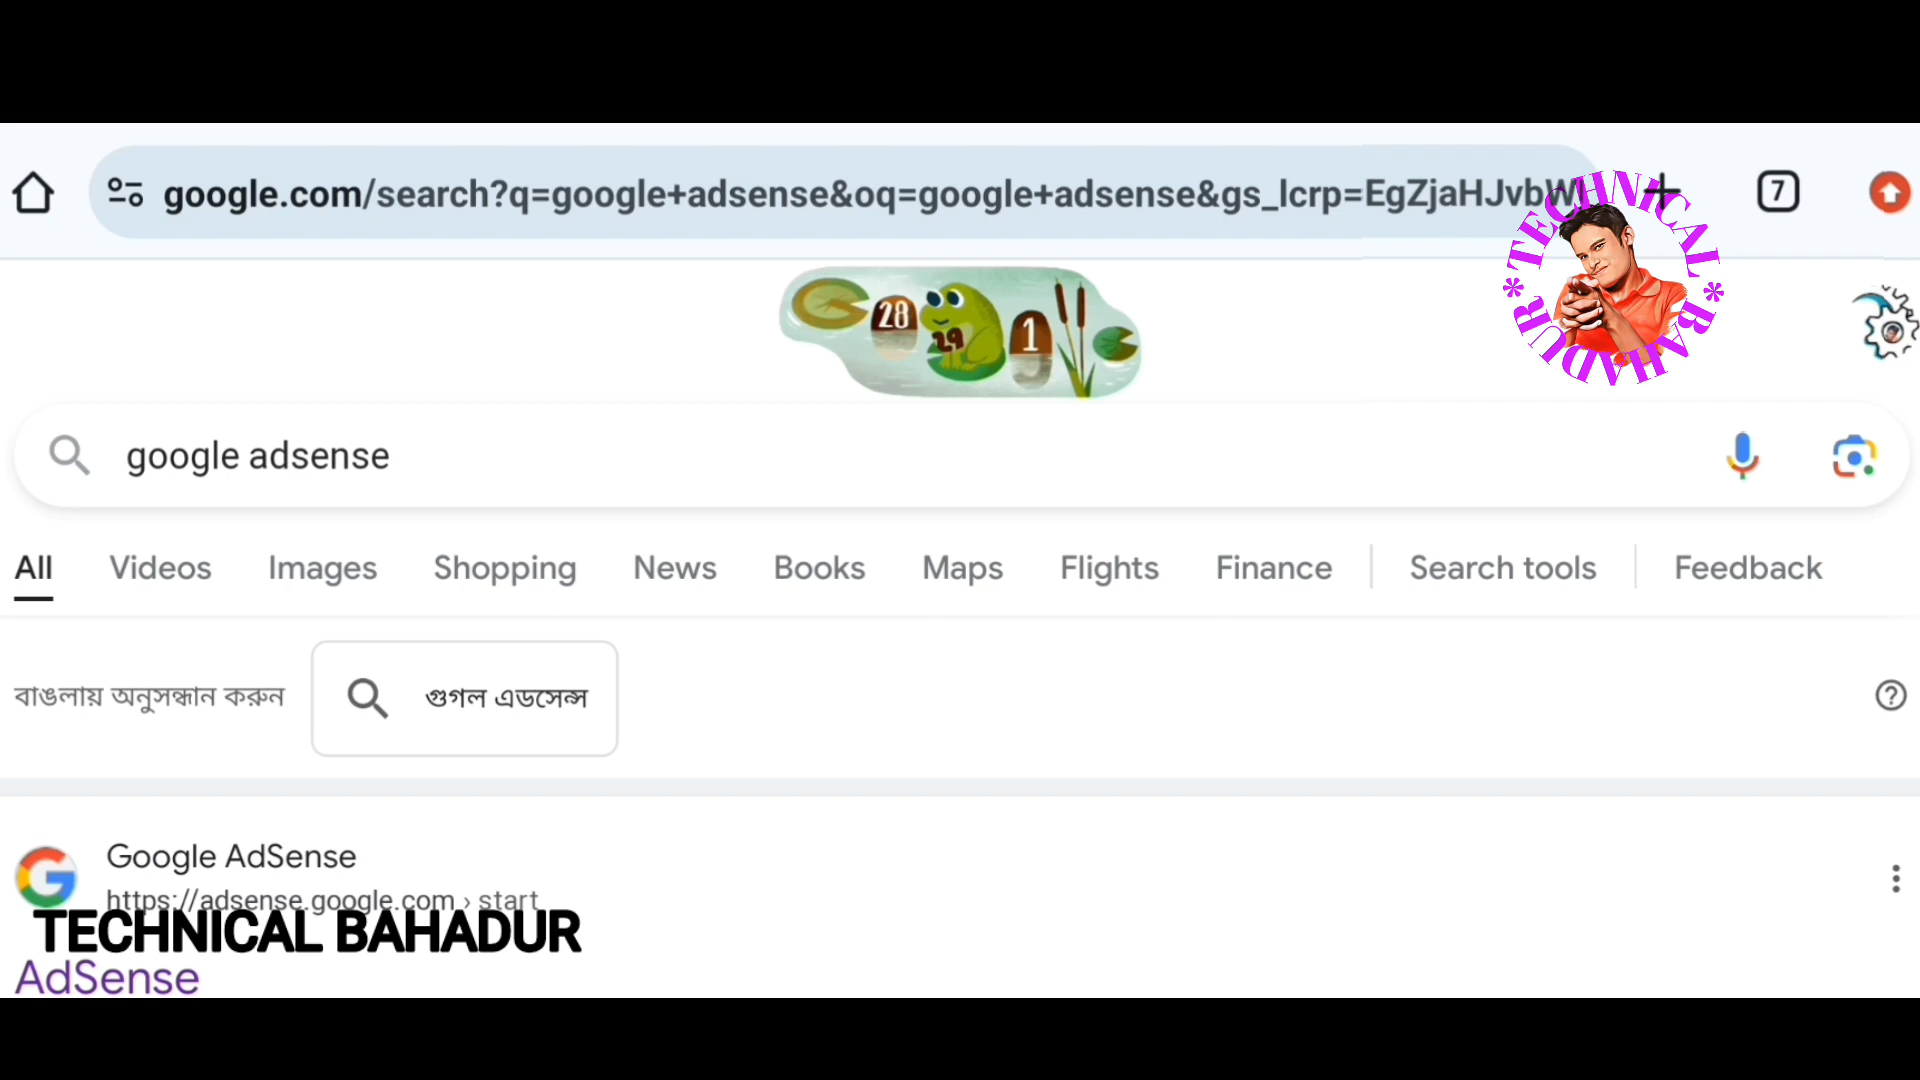 google.com/search?q=google+adsense&oq=google+adsense&gs_lcrp=EgZjaHJvbW
7
*TECHNICAL*
BAHADUR
28
29
1
google adsense
All Videos Images Shopping News Books Maps Flights Finance Search tools Feedback
বাঙলায় অনুসন্ধান করুন
গুগল এডসেন্স
Google AdSense
https://adsense.google.com › start
TECHNICAL BAHADUR
AdSense